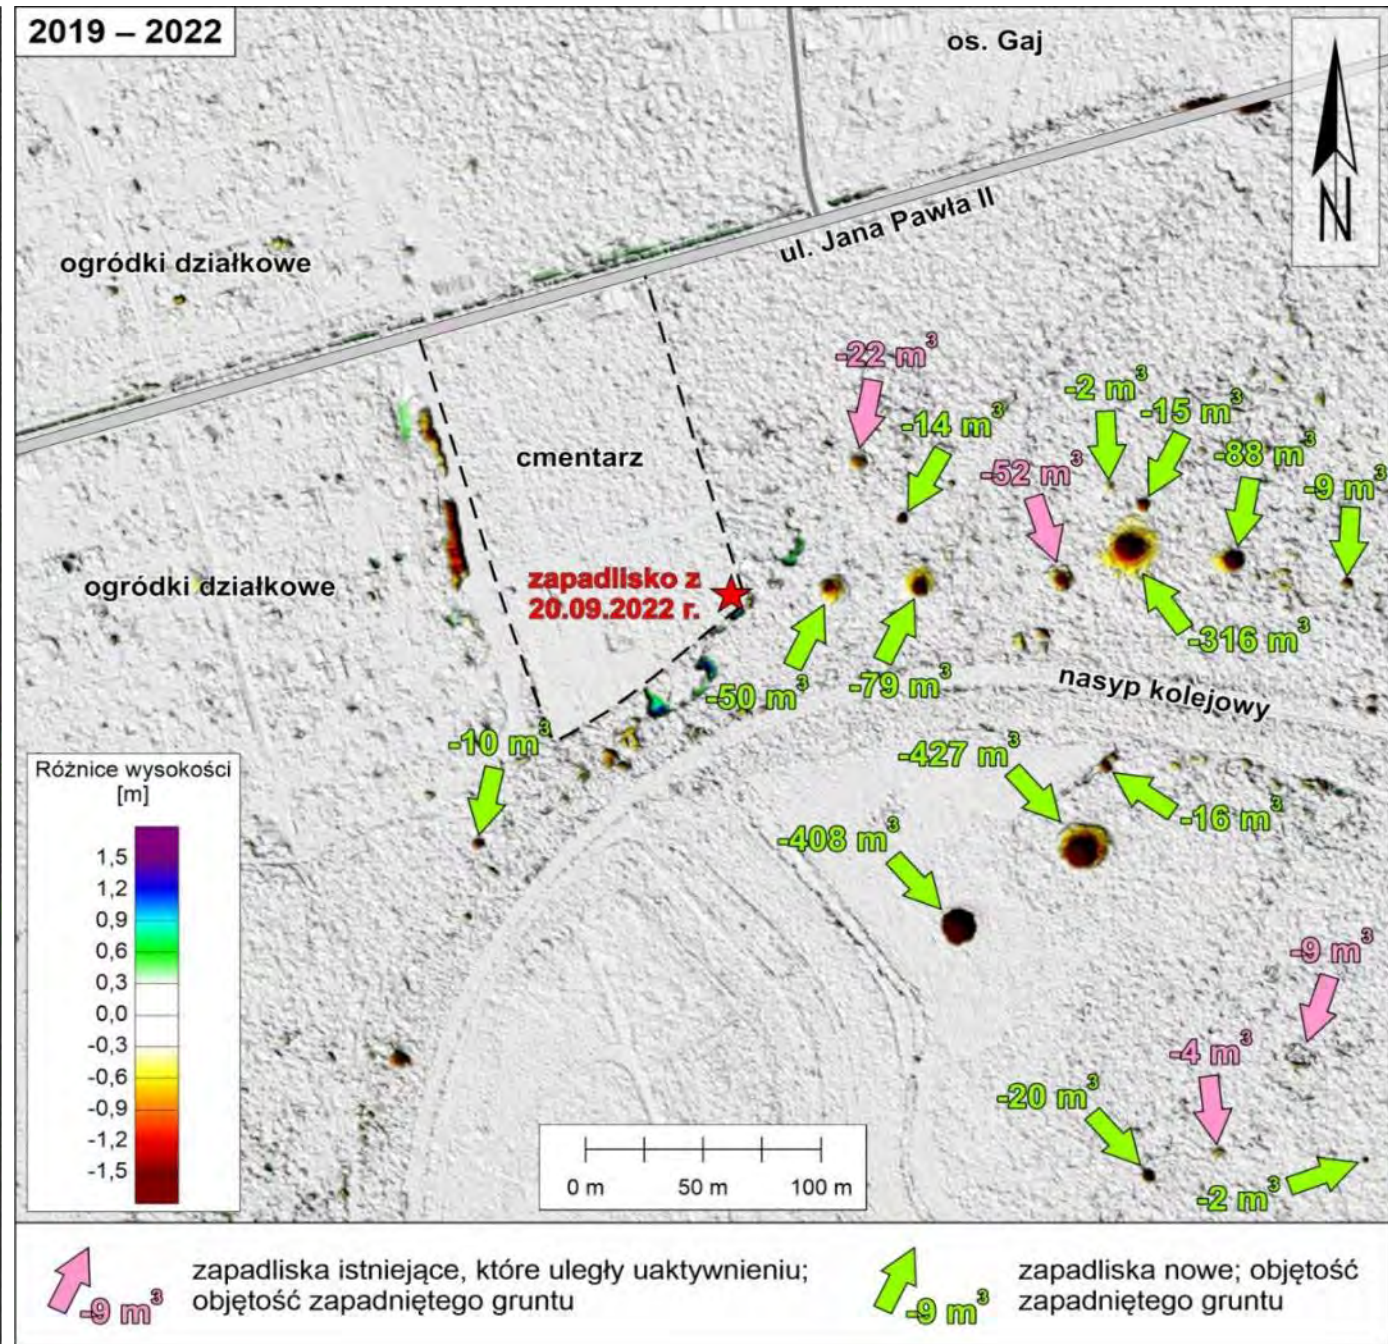 2019 – 2022
os. Gaj
N
ul. Jana Pawła II
ogródki działkowe
-22 m³
-2 m³
-15 m³
-14 m³
-88 m³
cmentarz
-52 m³
-9 m³
zapadlisko z
20.09.2022 r.
ogródki działkowe
-316 m³
-50 m³
-79 m³
nasyp kolejowy
-10 m³
-427 m³
-16 m³
-408 m³
Różnice wysokości
[m]
1,5
1,2
0,9
0,6
0,3
0,0
-0,3
-0,6
-0,9
-1,2
-1,5
-9 m³
-4 m³
-20 m³
-2 m³
0 m 50 m 100 m
-9 m³
zapadliska istniejące, które uległy uaktywnieniu;
objętość zapadniętego gruntu
-9 m³
zapadliska nowe; objętość
zapadniętego gruntu